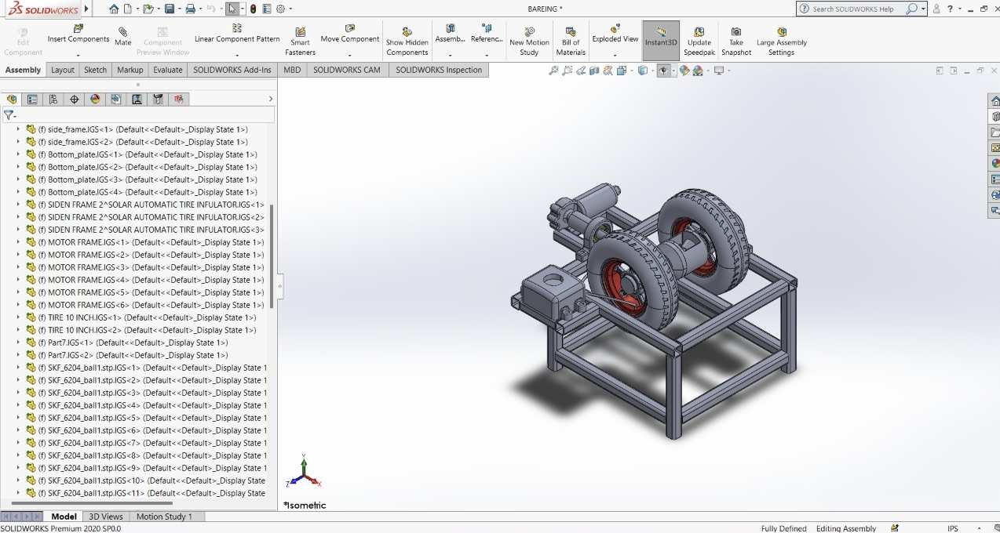 SOLIDWORKS
BAREING *
Search SOLIDWORKS Help
?
Edit Component
Insert Components
Mate
Component Preview Window
Linear Component Pattern
Smart Fasteners
Move Component
Show Hidden Components
Assemb...
Referenc...
New Motion Study
Bill of Materials
Exploded View
Instant3D
Update Speedpak
Take Snapshot
Large Assembly Settings
Assembly
Layout
Sketch
Markup
Evaluate
SOLIDWORKS Add-Ins
MBD
SOLIDWORKS CAM
SOLIDWORKS Inspection
(f) side_frame.IGS<1> (Default<<Default>_Display State 1>)
(f) side_frame.IGS<2> (Default<<Default>_Display State 1>)
(f) Bottom_plate.IGS<1> (Default<<Default>_Display State 1>)
(f) Bottom_plate.IGS<2> (Default<<Default>_Display State 1>)
(f) Bottom_plate.IGS<3> (Default<<Default>_Display State 1>)
(f) Bottom_plate.IGS<4> (Default<<Default>_Display State 1>)
(f) SIDEN FRAME 2^SOLAR AUTOMATIC TIRE INFULATOR.IGS<1>
(f) SIDEN FRAME 2^SOLAR AUTOMATIC TIRE INFULATOR.IGS<2>
(f) SIDEN FRAME 2^SOLAR AUTOMATIC TIRE INFULATOR.IGS<3>
(f) MOTOR FRAME.IGS<1> (Default<<Default>_Display State 1>)
(f) MOTOR FRAME.IGS<2> (Default<<Default>_Display State 1>)
(f) MOTOR FRAME.IGS<3> (Default<<Default>_Display State 1>)
(f) MOTOR FRAME.IGS<4> (Default<<Default>_Display State 1>)
(f) MOTOR FRAME.IGS<5> (Default<<Default>_Display State 1>)
(f) MOTOR FRAME.IGS<6> (Default<<Default>_Display State 1>)
(f) TIRE 10 INCH.IGS<1> (Default<<Default>_Display State 1>)
(f) TIRE 10 INCH.IGS<2> (Default<<Default>_Display State 1>)
(f) Part7.IGS<1> (Default<<Default>_Display State 1>)
(f) Part7.IGS<2> (Default<<Default>_Display State 1>)
(f) SKF_6204_ball1.stp.IGS<1> (Default<<Default>_Display State 1
(f) SKF_6204_ball1.stp.IGS<2> (Default<<Default>_Display State 1
(f) SKF_6204_ball1.stp.IGS<3> (Default<<Default>_Display State 1
(f) SKF_6204_ball1.stp.IGS<4> (Default<<Default>_Display State 1
(f) SKF_6204_ball1.stp.IGS<5> (Default<<Default>_Display State 1
(f) SKF_6204_ball1.stp.IGS<6> (Default<<Default>_Display State 1
(f) SKF_6204_ball1.stp.IGS<7> (Default<<Default>_Display State 1
(f) SKF_6204_ball1.stp.IGS<8> (Default<<Default>_Display State 1
(f) SKF_6204_ball1.stp.IGS<9> (Default<<Default>_Display State 1
(f) SKF_6204_ball1.stp.IGS<10> (Default<<Default>_Display State
(f) SKF_6204_ball1.stp.IGS<11> (Default<<Default>_Display State
Y
Z
X
*Isometric
Model
3D Views
Motion Study 1
SOLIDWORKS Premium 2020 SP0.0
Fully Defined
Editing Assembly
IPS